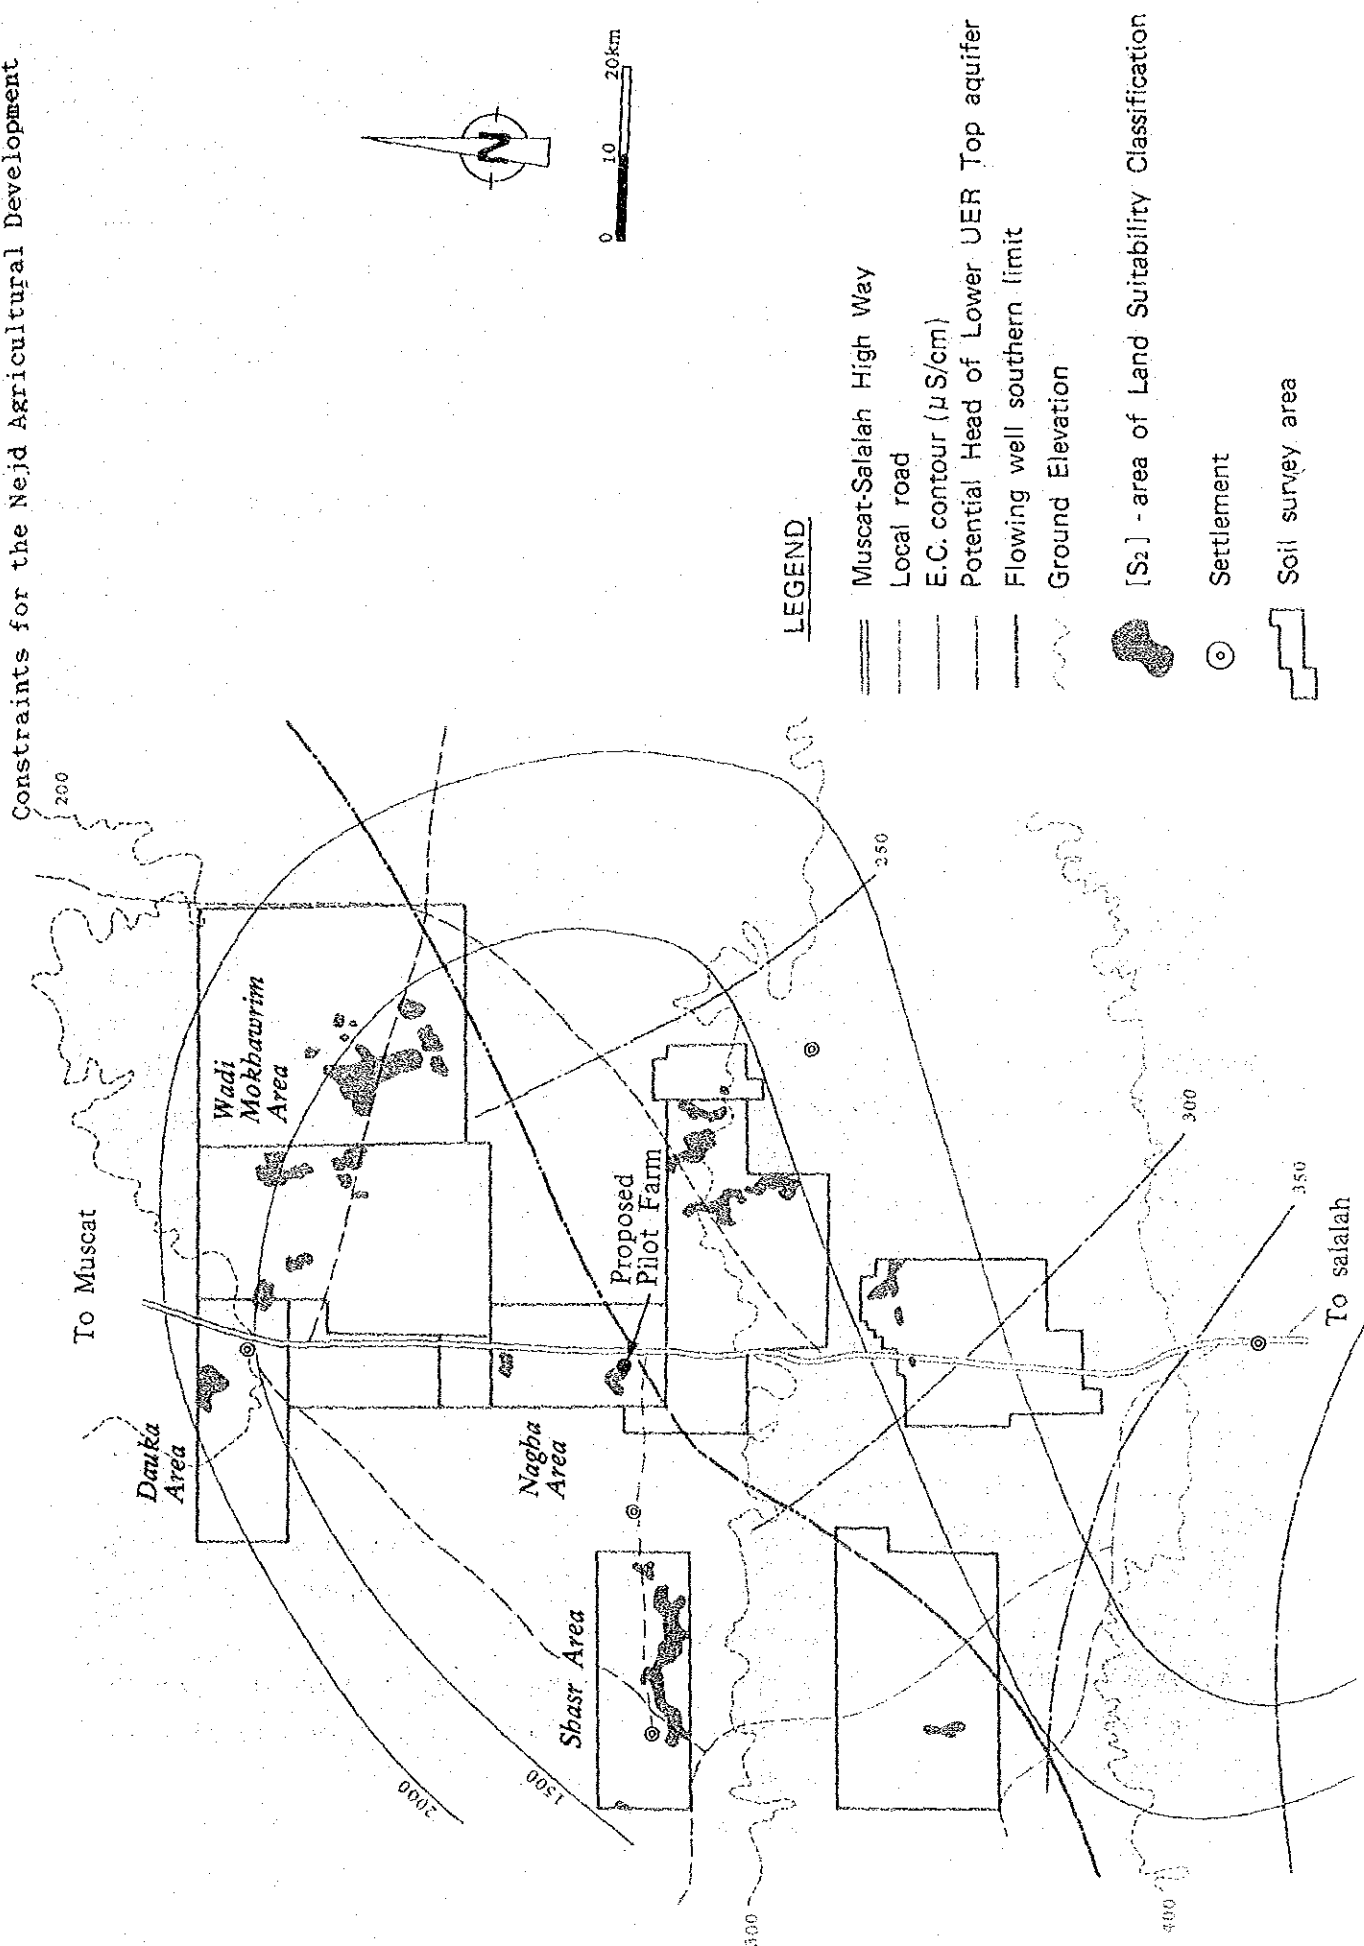 Constraints for the Nejd Agricultural Development
N
0 10 20km
LEGEND
Muscat-Salalah High Way
Local road
E.C. contour (μS/cm)
Potential Head of Lower UER Top aquifer
Flowing well southern limit
Ground Elevation
[S2] - area of Land Suitability Classification
Settlement
Soil survey area
To Muscat
200
Dauka
Area
Wadi
Mokhawrim
Area
Nagha
Area
Proposed
Pilot Farm
Shasr Area
2000
1500
250
300
350
300
400
To salalah